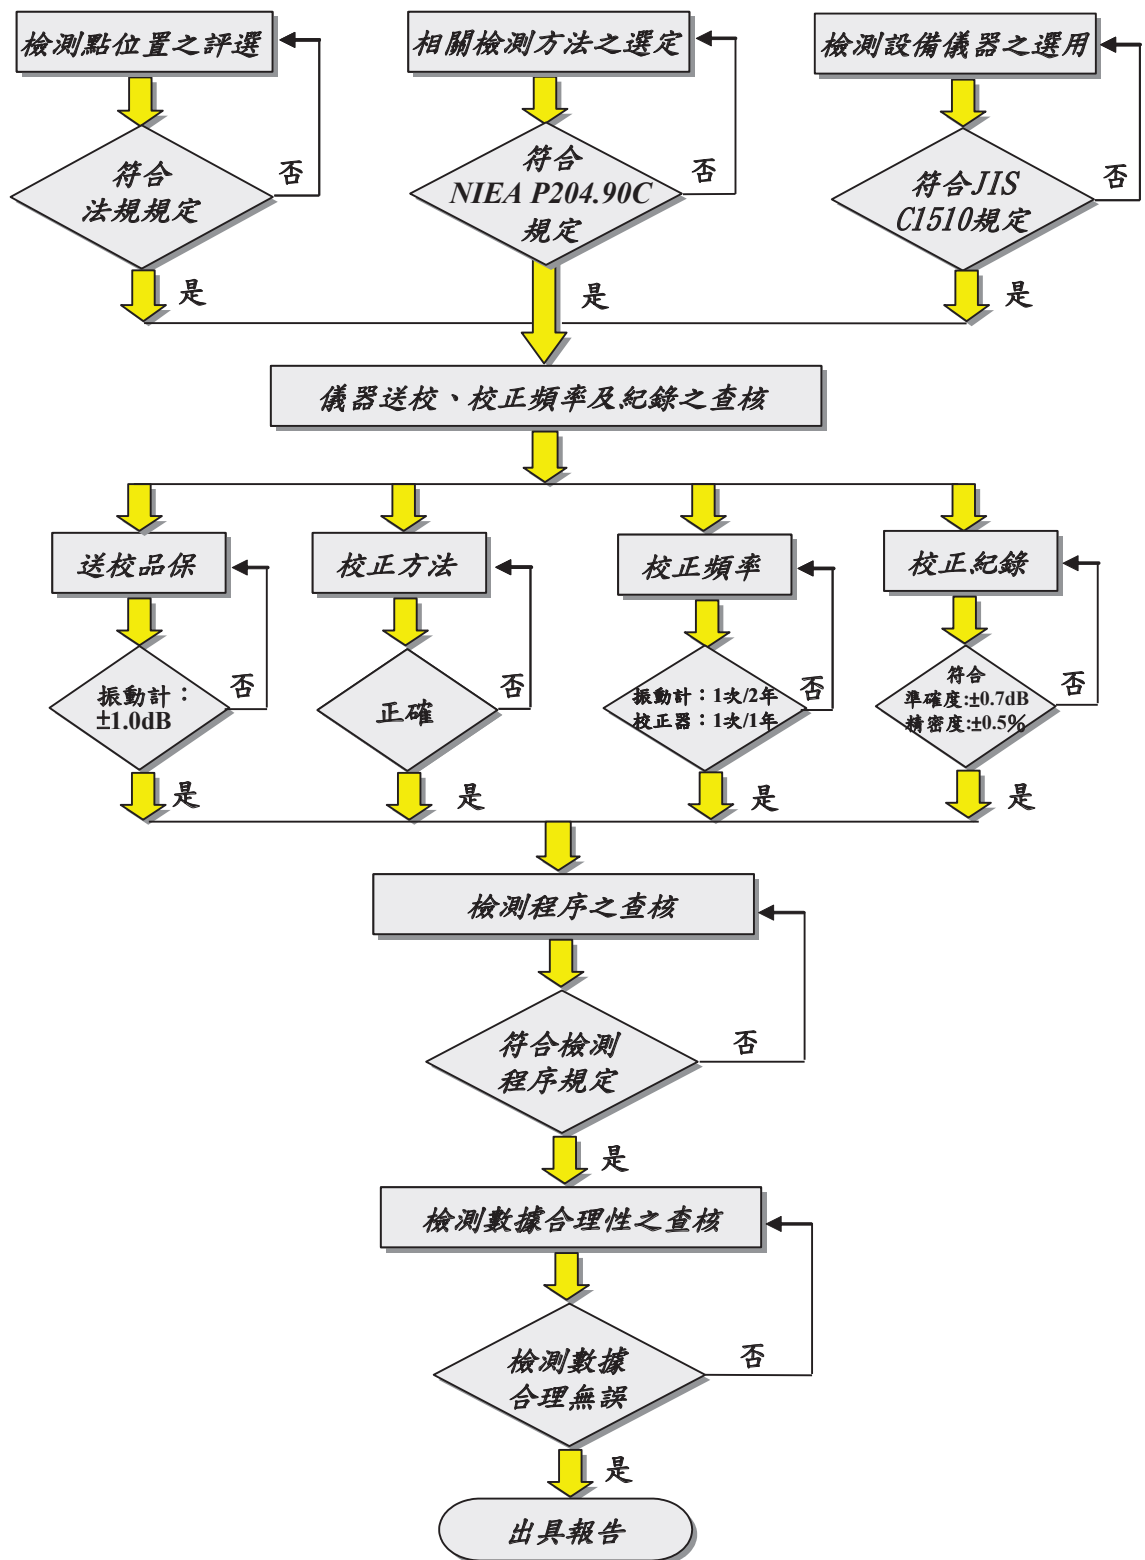 檢測點位置之評選
相關檢測方法之選定
檢測設備儀器之選用
符合
法規規定
否
符合
NIEA P204.90C
規定
否
符合JIS
C1510規定
否
是
是
是
儀器送校、校正頻率及紀錄之查核
送校品保
校正方法
校正頻率
校正紀錄
振動計：
±1.0dB
否
正確
否
振動計：1次/2年
校正器：1次/1年
否
符合
準確度:±0.7dB
精密度:±0.5%
否
是
是
是
是
檢測程序之查核
符合檢測
程序規定
否
是
檢測數據合理性之查核
檢測數據
合理無誤
否
是
出具報告